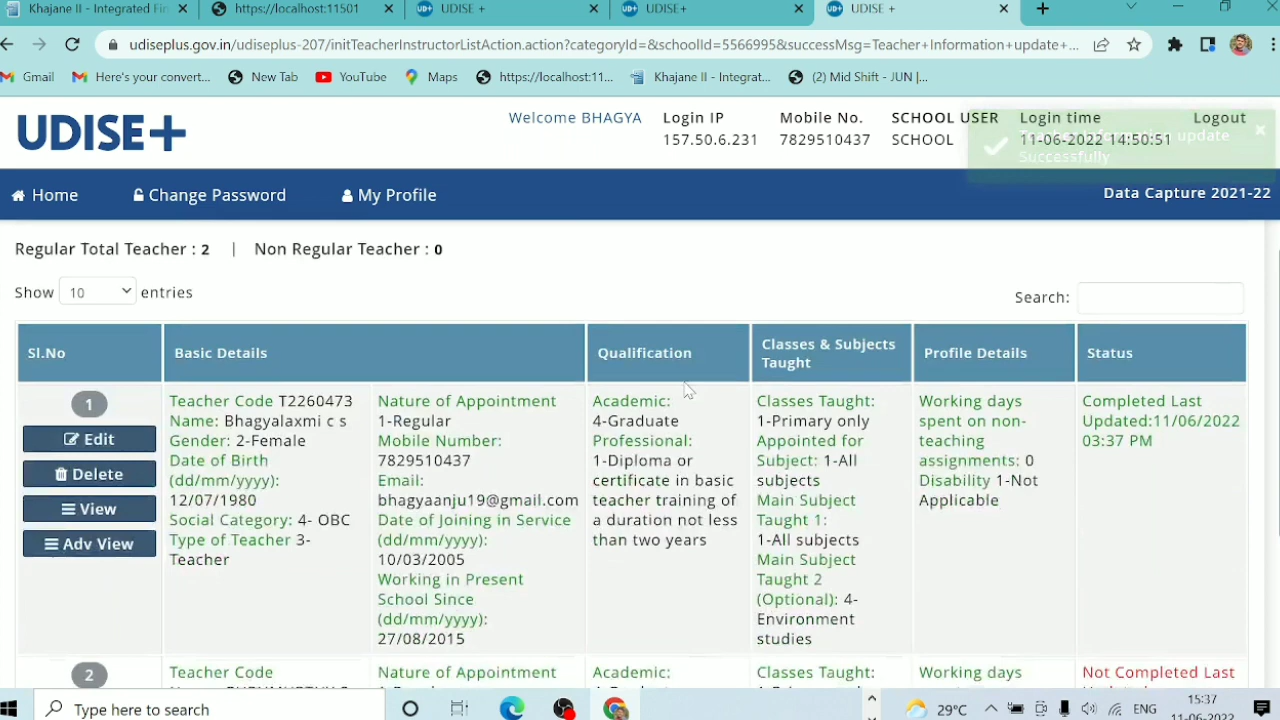 Khajane II - Integrated Fin
https://localhost:11501
UDISE +
UDISE+
UDISE +
udiseplus.gov.in/udiseplus-207/initTeacherInstructorListAction.action?categoryId=&schoolId=5566995&successMsg=Teacher+Information+update+...
Gmail
Here's your convert...
New Tab
YouTube
Maps
https://localhost:11...
Khajane II - Integrat...
(2) Mid Shift - JUN |...
UDISE+
Welcome BHAGYA
Login IP
157.50.6.231
Mobile No.
7829510437
SCHOOL USER
SCHOOL
Login time
11-06-2022 14:50:51
Logout
update
Successfully
Home
Change Password
My Profile
Data Capture 2021-22
Regular Total Teacher : 2 | Non Regular Teacher : 0
Show 10 entries
Search:
Sl.No
Basic Details
Qualification
Classes & Subjects
Taught
Profile Details
Status
1
Edit
Delete
View
Adv View
Teacher Code T2260473
Name: Bhagyalaxmi c s
Gender: 2-Female
Date of Birth
(dd/mm/yyyy):
12/07/1980
Social Category: 4- OBC
Type of Teacher 3-
Teacher
Nature of Appointment
1-Regular
Mobile Number:
7829510437
Email:
bhagyaanju19@gmail.com
Date of Joining in Service
(dd/mm/yyyy):
10/03/2005
Working in Present
School Since
(dd/mm/yyyy):
27/08/2015
Academic:
4-Graduate
Professional:
1-Diploma or
certificate in basic
teacher training of
a duration not less
than two years
Classes Taught:
1-Primary only
Appointed for
Subject: 1-All
subjects
Main Subject
Taught 1:
1-All subjects
Main Subject
Taught 2
(Optional): 4-
Environment
studies
Working days
spent on non-
teaching
assignments: 0
Disability 1-Not
Applicable
Completed Last
Updated:11/06/2022
03:37 PM
2
Teacher Code
Nature of Appointment
Academic:
Classes Taught:
Working days
Not Completed Last
Type here to search
29°C
ENG
15:37
11-06-2022